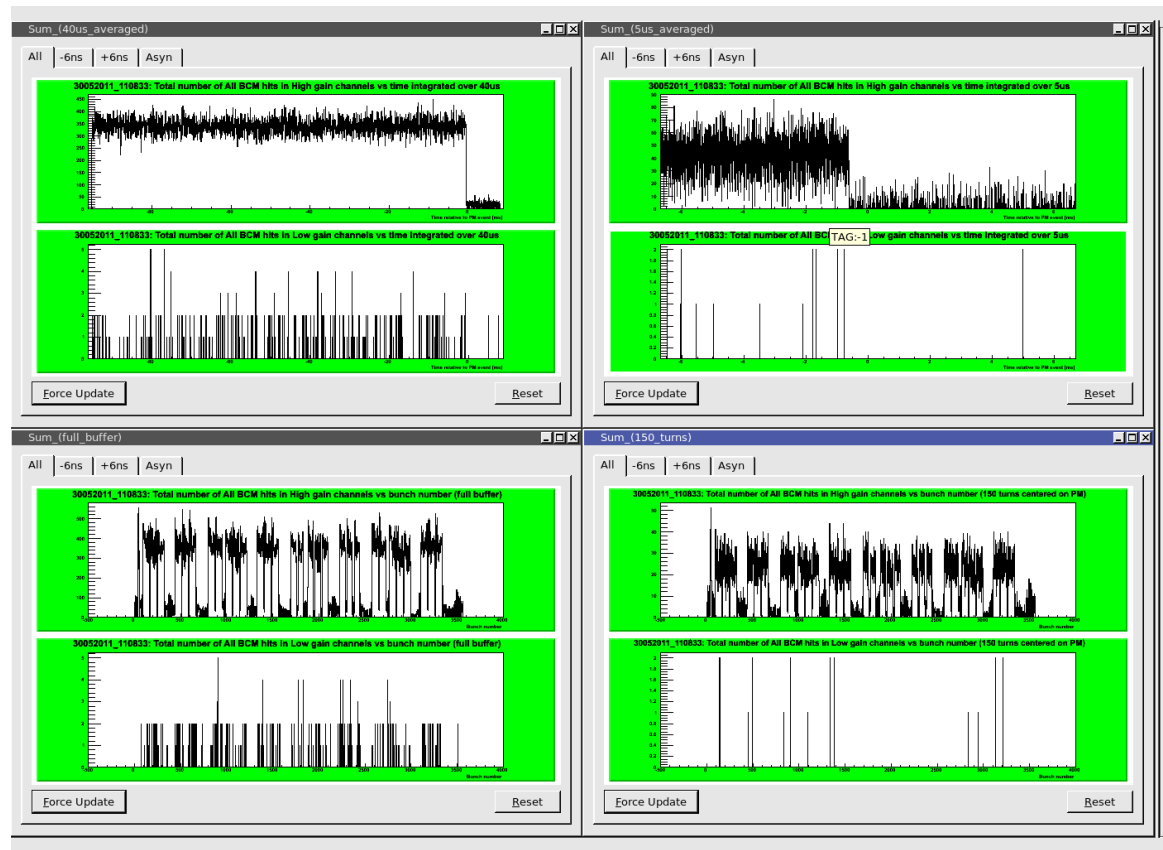 Sum_(40us_averaged)
All -6ns +6ns Asyn
30052011_110833: Total number of All BCM hits in High gain channels vs time integrated over 40us
Time relative to PM event [ms]
30052011_110833: Total number of All BCM hits in Low gain channels vs time integrated over 40us
Time relative to PM event [ms]
Force Update Reset
Sum_(5us_averaged)
All -6ns +6ns Asyn
30052011_110833: Total number of All BCM hits in High gain channels vs time integrated over 5us
Time relative to PM event [ms]
30052011_110833: Total number of All BC
TAG:-1
ow gain channels vs time integrated over 5us
Time relative to PM event [ms]
Force Update Reset
Sum_(full_buffer)
All -6ns +6ns Asyn
30052011_110833: Total number of All BCM hits in High gain channels vs bunch number (full buffer)
Bunch number
30052011_110833: Total number of All BCM hits in Low gain channels vs bunch number (full buffer)
Bunch number
Force Update Reset
Sum_(150_turns)
All -6ns +6ns Asyn
30052011_110833: Total number of All BCM hits in High gain channels vs bunch number (150 turns centered on PM)
Bunch number
30052011_110833: Total number of All BCM hits in Low gain channels vs bunch number (150 turns centered on PM)
Bunch number
Force Update Reset